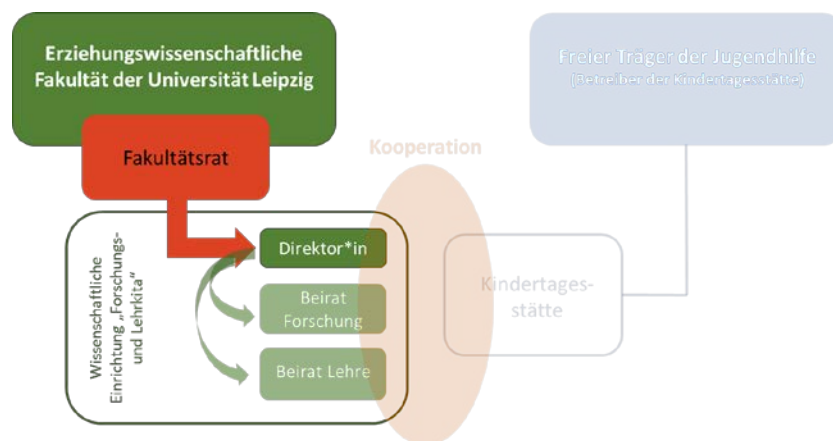 Erziehungswissenschaftliche
Fakultät der Universität Leipzig
Freier Träger der Jugendhilfe
(Betreiber der Kindertagesstätte)
Fakultätsrat
Kooperation
Wissenschaftliche
Einrichtung „Forschungs-
und Lehrkita“
Direktor*in
Beirat
Forschung
Beirat Lehre
Kindertages-
stätte